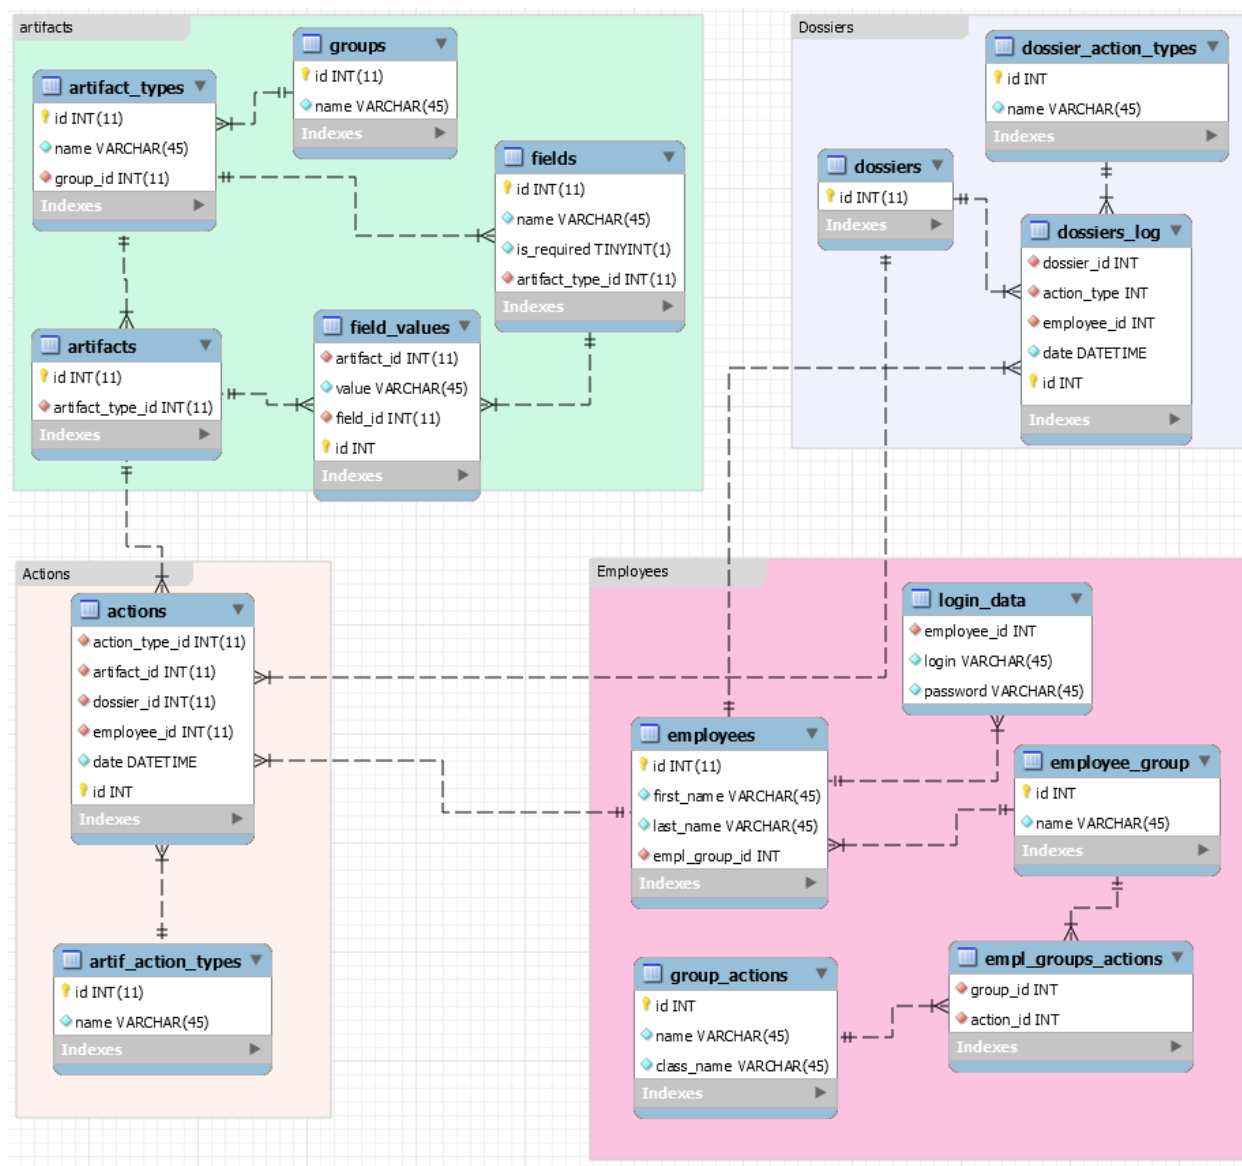 artifacts
groups
id INT(11)
name VARCHAR(45)
Indexes
artifact_types
id INT(11)
name VARCHAR(45)
group_id INT(11)
Indexes
fields
id INT(11)
name VARCHAR(45)
is_required TINYINT(1)
artifact_type_id INT(11)
Indexes
artifacts
id INT(11)
artifact_type_id INT(11)
Indexes
field_values
artifact_id INT(11)
value VARCHAR(45)
field_id INT(11)
id INT
Indexes
Dossiers
dossier_action_types
id INT
name VARCHAR(45)
Indexes
dossiers
id INT(11)
Indexes
dossiers_log
dossier_id INT
action_type INT
employee_id INT
date DATETIME
id INT
Indexes
Actions
actions
action_type_id INT(11)
artifact_id INT(11)
dossier_id INT(11)
employee_id INT(11)
date DATETIME
id INT
Indexes
artif_action_types
id INT(11)
name VARCHAR(45)
Indexes
Employees
login_data
employee_id INT
login VARCHAR(45)
password VARCHAR(45)
employees
id INT(11)
first_name VARCHAR(45)
last_name VARCHAR(45)
empl_group_id INT
Indexes
employee_group
id INT
name VARCHAR(45)
Indexes
group_actions
id INT
name VARCHAR(45)
class_name VARCHAR(45)
Indexes
empl_groups_actions
group_id INT
action_id INT
Indexes